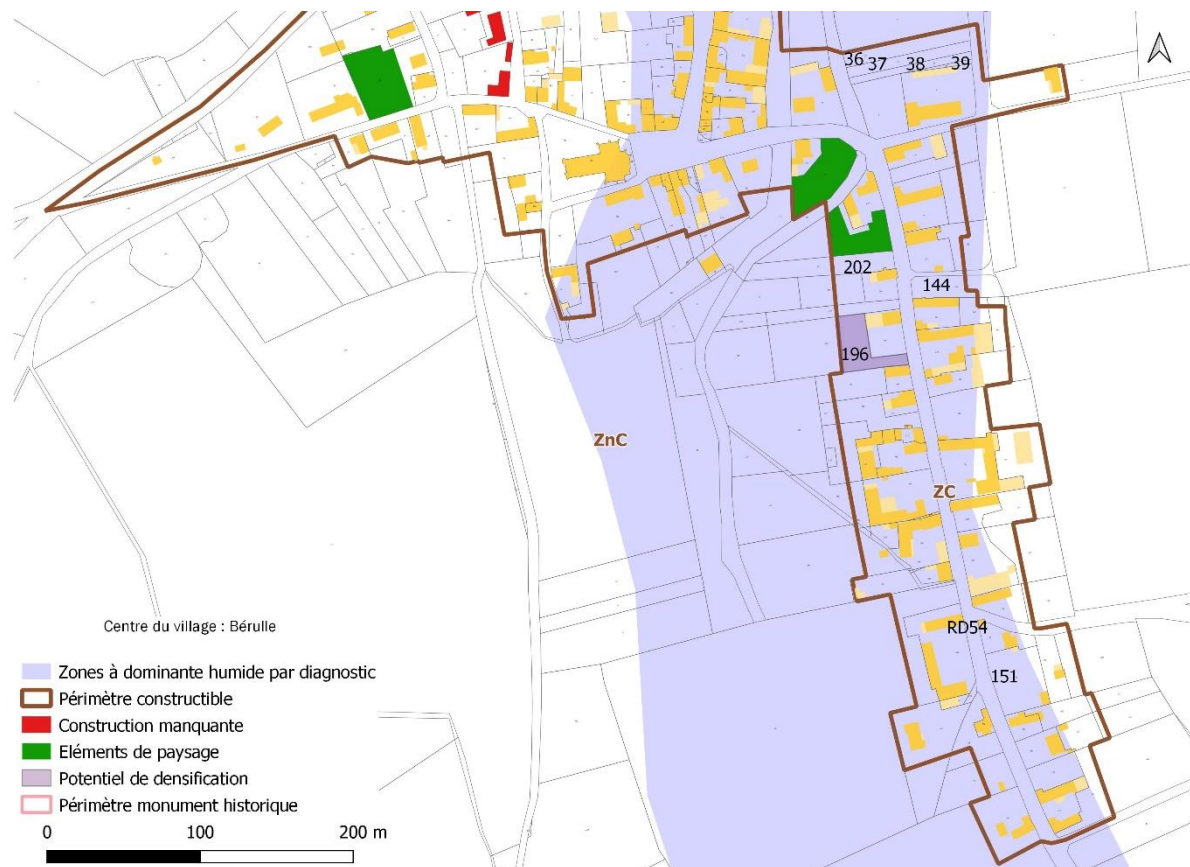 36
37
38
39
202
144
196
ZnC
ZC
RD54
151
Centre du village : Bérulle
Zones à dominante humide par diagnostic
Périmètre constructible
Construction manquante
Eléments de paysage
Potentiel de densification
Périmètre monument historique
0 100 200 m